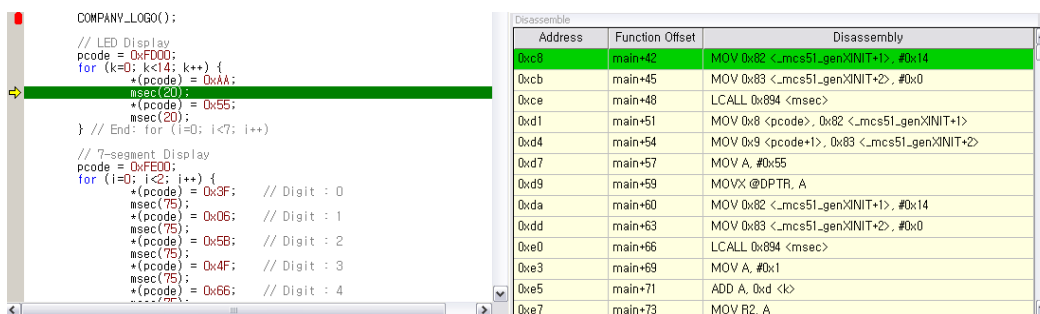 COMPANY_LOGO();
// LED Display
pcode = 0xFD00;
for (k=0; k<14; k++) {
*(pcode) = 0xAA;
msec(20);
*(pcode) = 0x55;
msec(20);
} // End: for (i=0; i<7; i++)
// 7-segment Display
pcode = 0xFE00;
for (i=0; i<2; i++) {
*(pcode) = 0x3F; // Digit : 0
msec(75);
*(pcode) = 0x06; // Digit : 1
msec(75);
*(pcode) = 0x5B; // Digit : 2
msec(75);
*(pcode) = 0x4F; // Digit : 3
msec(75);
*(pcode) = 0x66; // Digit : 4
Disassemble
Address Function Offset Disassembly
0xc8 main+42 MOV 0x82 <_mcs51_genXINIT+1>, #0x14
0xcb main+45 MOV 0x83 <_mcs51_genXINIT+2>, #0x0
0xce main+48 LCALL 0x894 <msec>
0xd1 main+51 MOV 0x8 <pcode>, 0x82 <_mcs51_genXINIT+1>
0xd4 main+54 MOV 0x9 <pcode+1>, 0x83 <_mcs51_genXINIT+2>
0xd7 main+57 MOV A, #0x55
0xd9 main+59 MOVX @DPTR, A
0xda main+60 MOV 0x82 <_mcs51_genXINIT+1>, #0x14
0xdd main+63 MOV 0x83 <_mcs51_genXINIT+2>, #0x0
0xe0 main+66 LCALL 0x894 <msec>
0xe3 main+69 MOV A, #0x1
0xe5 main+71 ADD A, 0xd <k>
0xe7 main+73 MOV R2, A